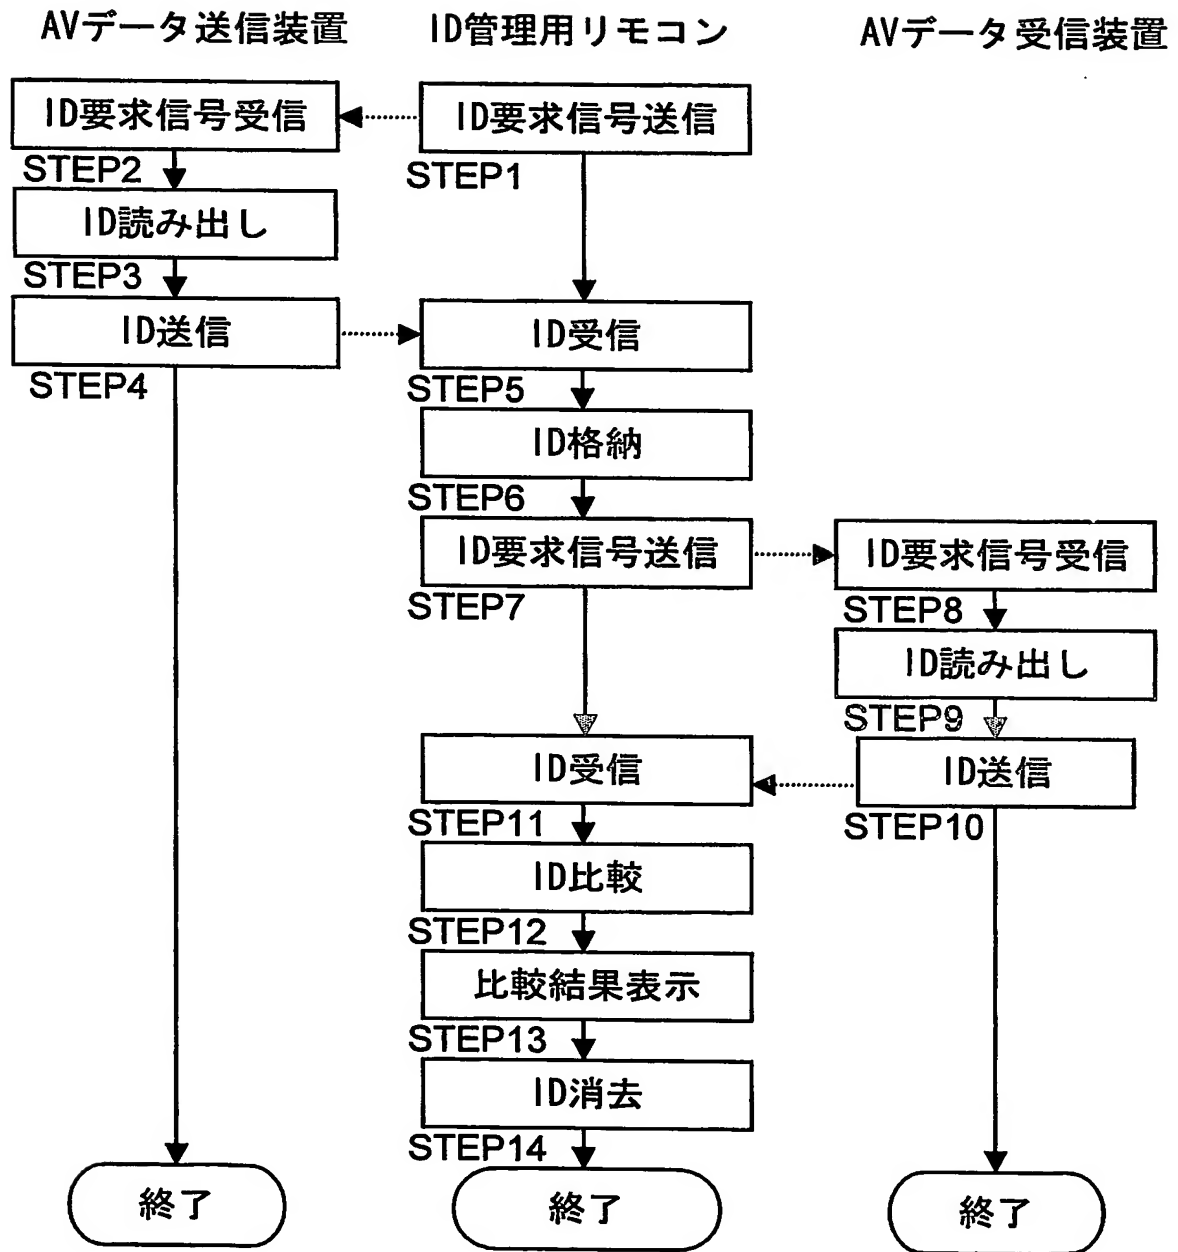 AVデータ送信装置
ID管理用リモコン
AVデータ受信装置
ID要求信号受信
ID要求信号送信
STEP2
STEP1
ID読み出し
STEP3
ID送信
ID受信
STEP4
STEP5
ID格納
STEP6
ID要求信号送信
ID要求信号受信
STEP7
STEP8
ID読み出し
STEP9
ID受信
ID送信
STEP11
STEP10
ID比較
STEP12
比較結果表示
STEP13
ID消去
STEP14
終了
終了
終了